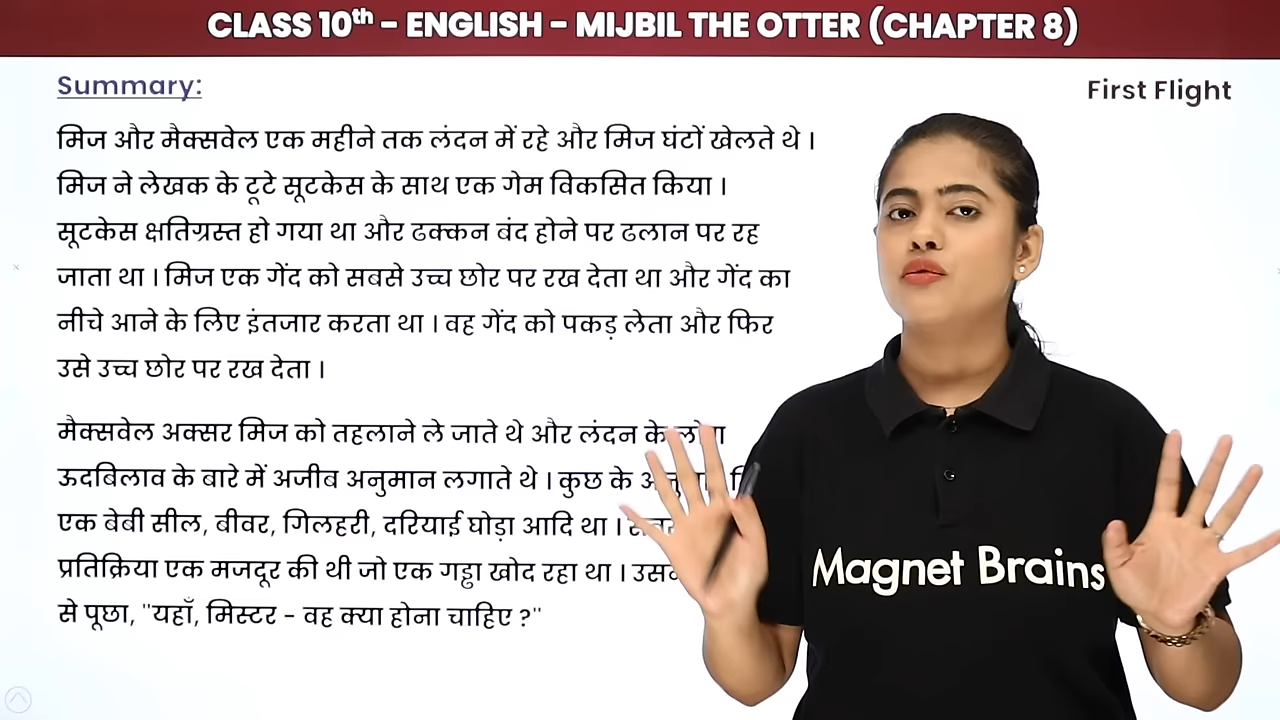 CLASS 10th - ENGLISH - MIJBIL THE OTTER (CHAPTER 8)
Summary:
First Flight
मिज और मैक्सवेल एक महीने तक लंदन में रहे और मिज घंटों खेलते थे ।
मिज ने लेखक के टूटे सूटकेस के साथ एक गेम विकसित किया ।
सूटकेस क्षतिग्रस्त हो गया था और ढक्कन बंद होने पर ढलान पर रह
जाता था । मिज एक गेंद को सबसे उच्च छोर पर रख देता था और गेंद का
नीचे आने के लिए इंतजार करता था । वह गेंद को पकड़ लेता और फिर
उसे उच्च छोर पर रख देता ।
मैक्सवेल अक्सर मिज को तहलाने ले जाते थे और लंदन के
ऊदबिलाव के बारे में अजीब अनुमान लगाते थे । कुछ के
एक बेबी सील, बीवर, गिलहरी, दरियाई घोड़ा आदि था ।
प्रतिक्रिया एक मजदूर की थी जो एक गड्ढा खोद रहा था ।
से पूछा, "यहाँ, मिस्टर - वह क्या होना चाहिए ?"
Magnet Brains